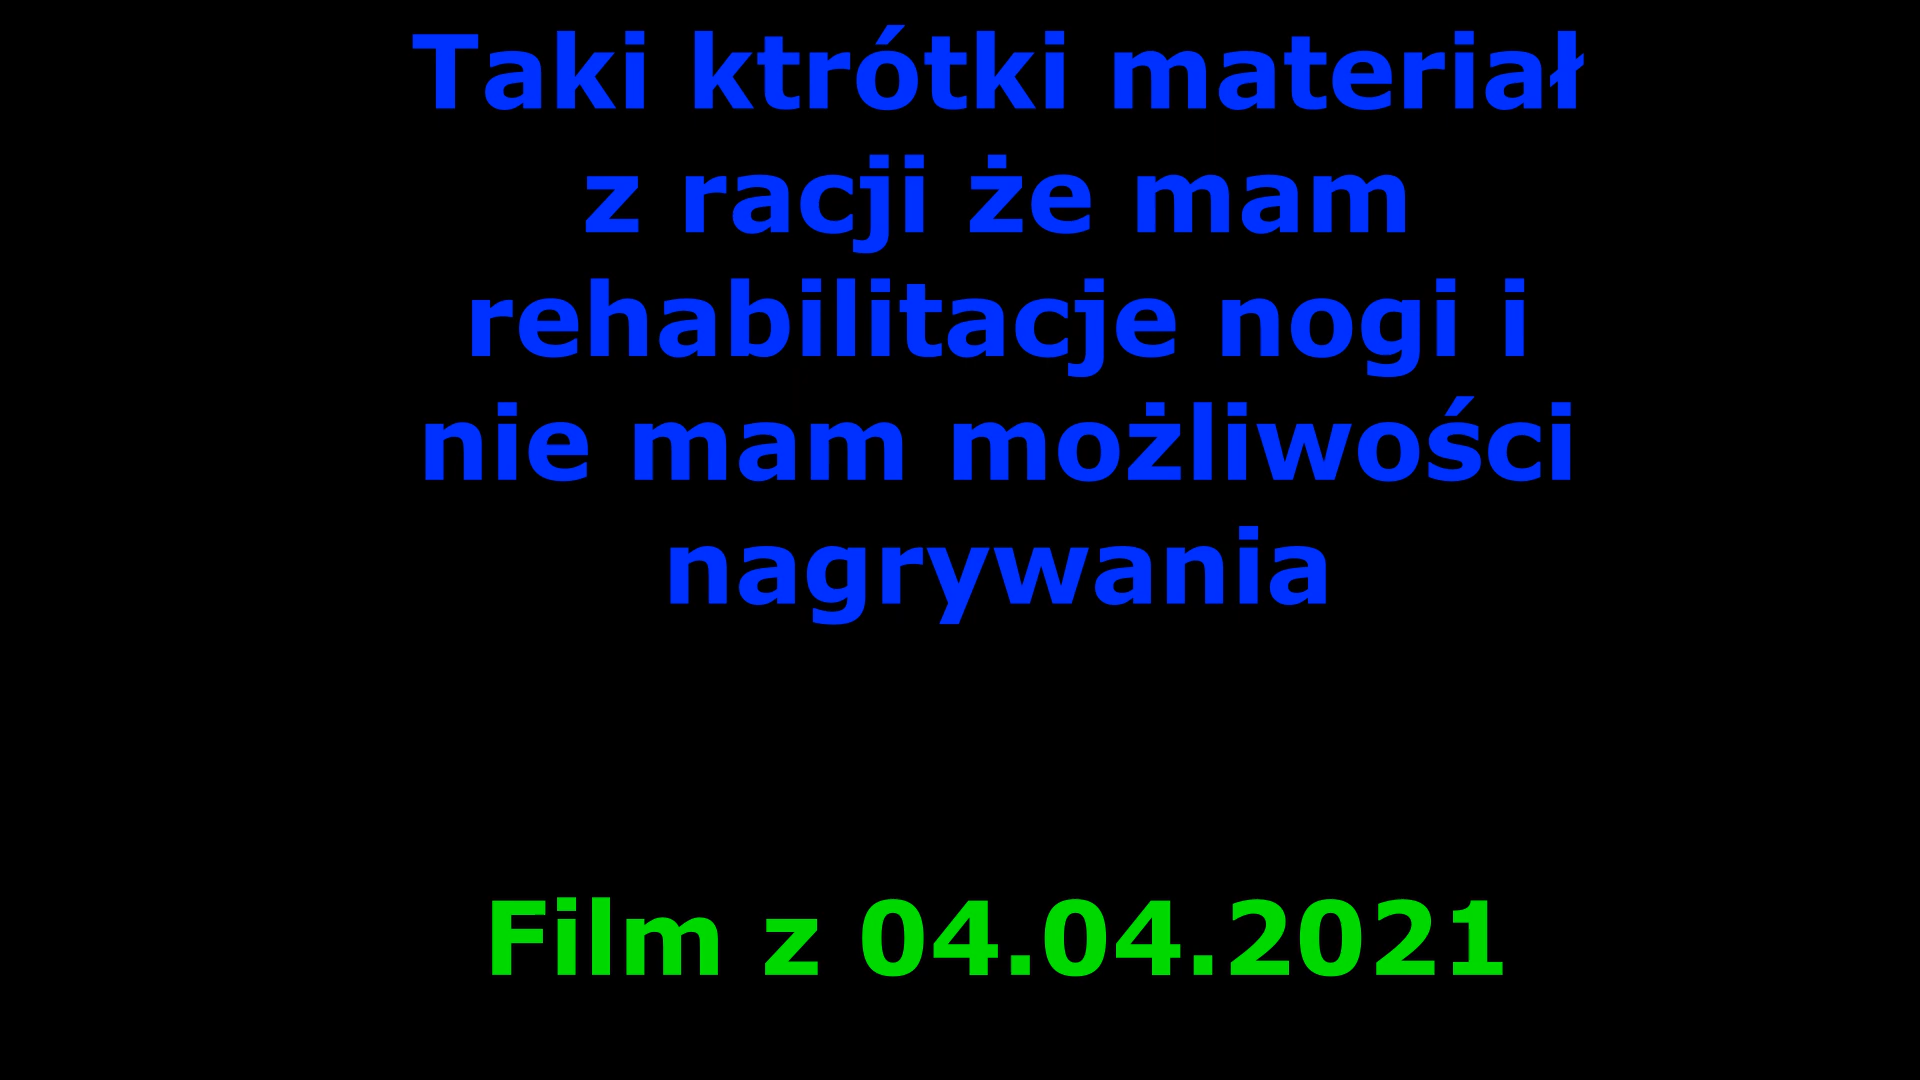 Taki ktrótki materiał
z racji że mam
rehabilitacje nogi i
nie mam możliwości
nagrywania
Film z 04.04.2021